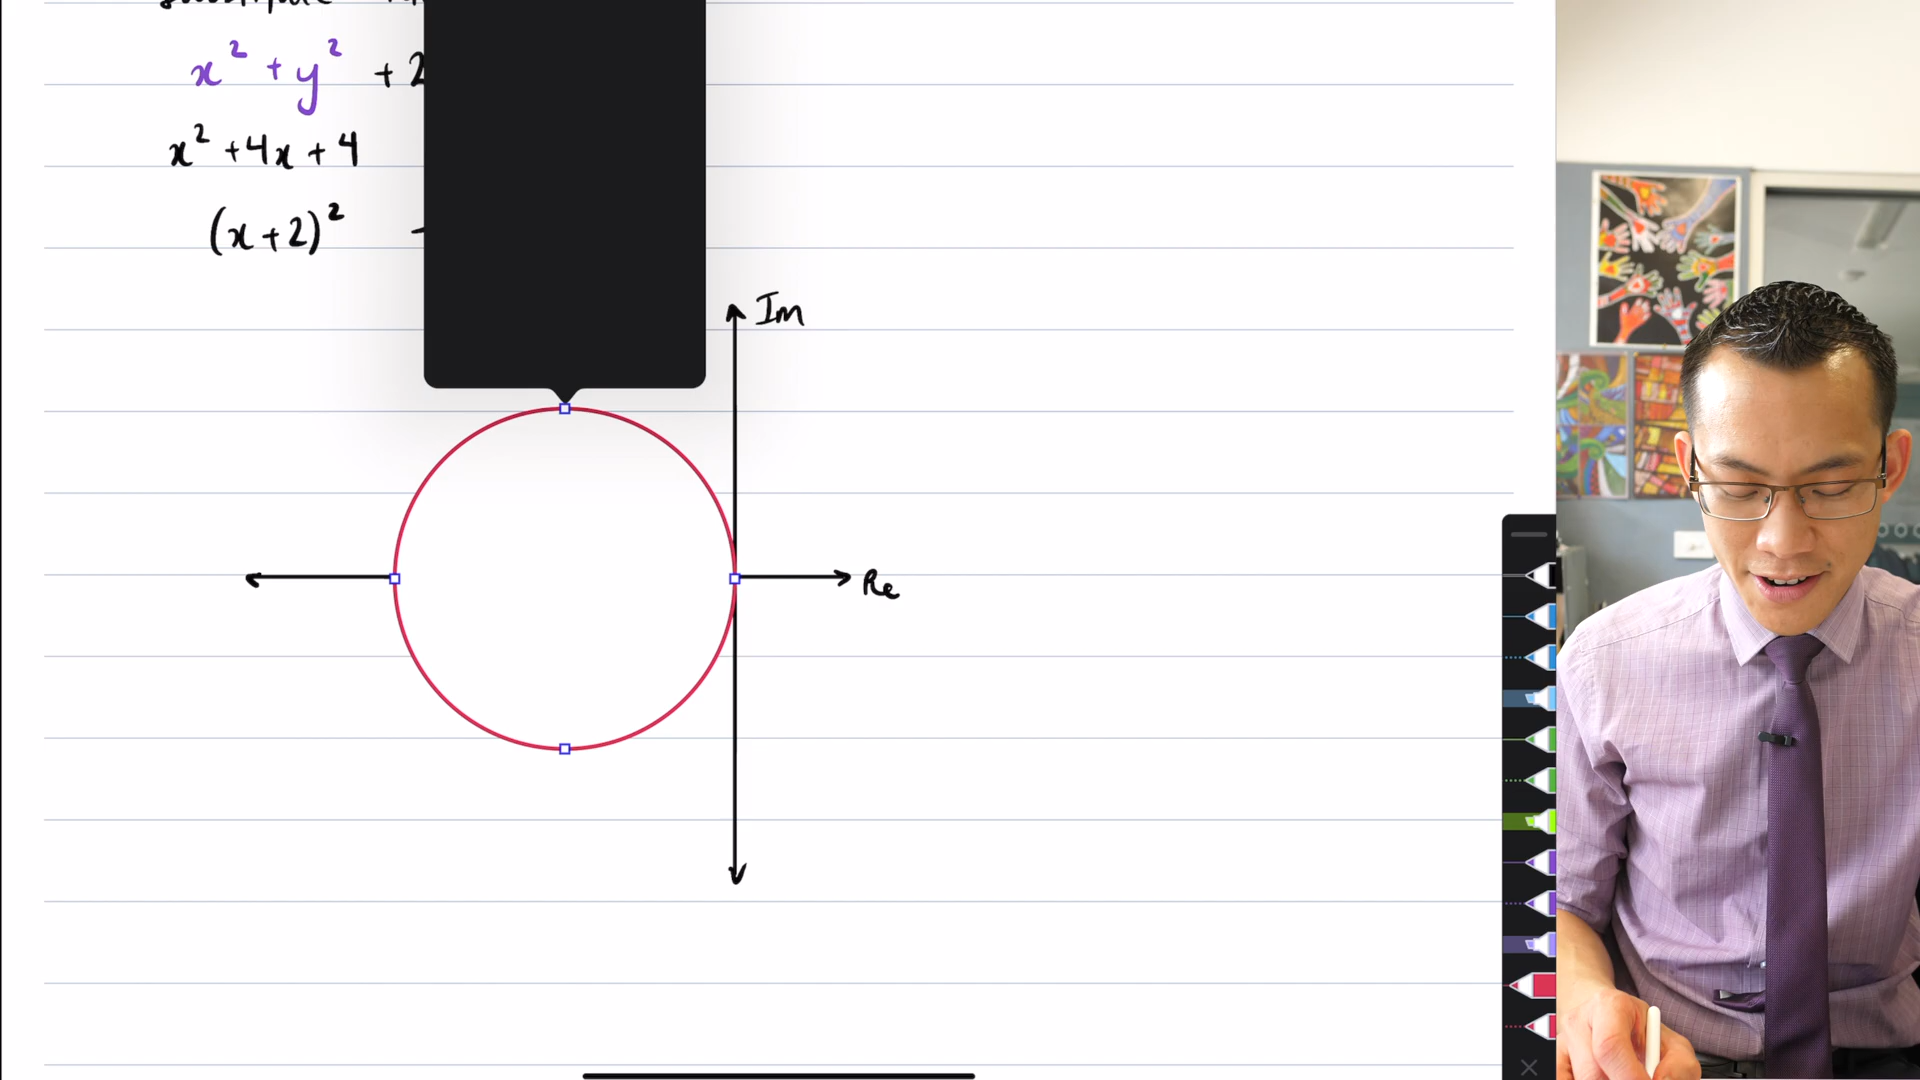 x² + y² + 2
x² + 4x + 4
(x+2)²
Im
Re